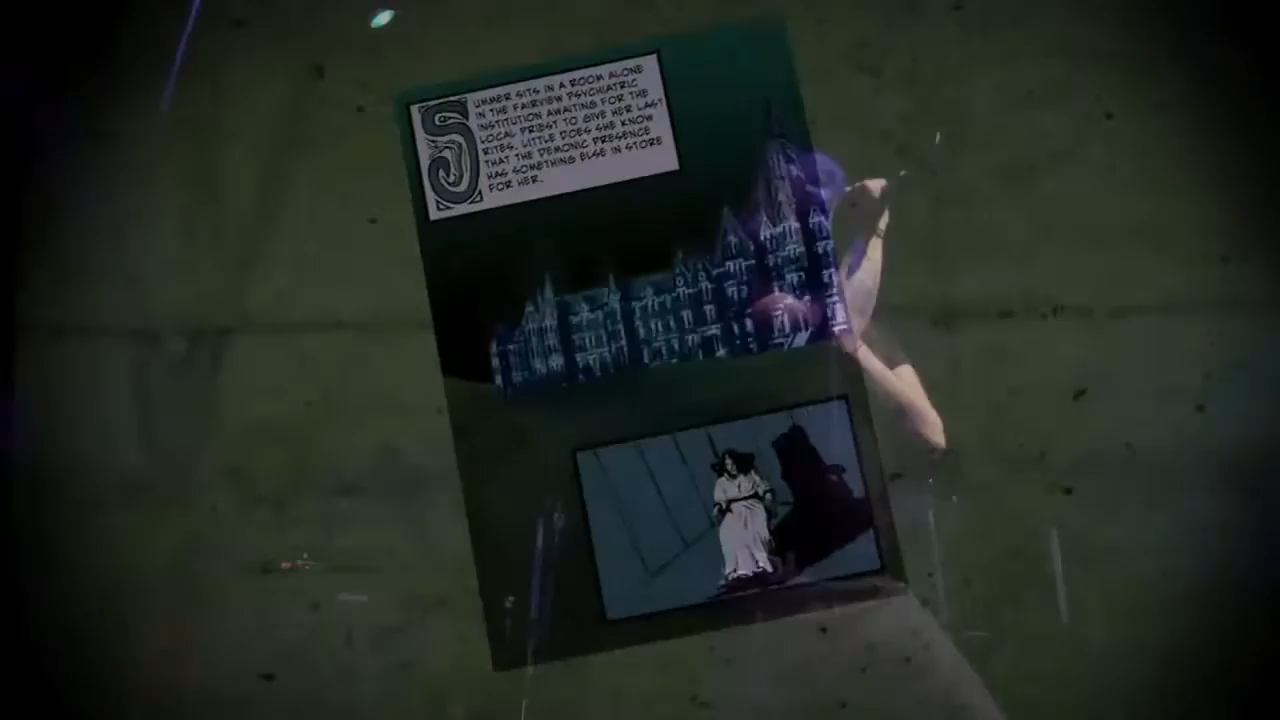 SUMMER SITS IN A ROOM ALONE
IN THE FAIRVIEW PSYCHIATRIC
INSTITUTION AWAITING FOR THE
LOCAL PRIEST TO GIVE HER LAST
RITES. LITTLE DOES SHE KNOW
THAT THE DEMONIC PRESENCE
HAS SOMETHING ELSE IN STORE
FOR HER.